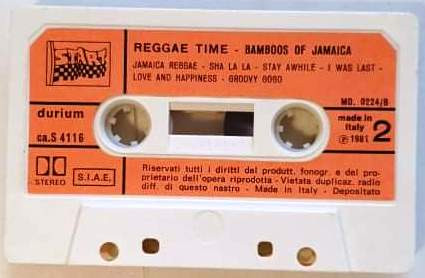 START
REGGAE TIME - BAMBOOS OF JAMAICA
JAMAICA REGGAE - SHA LA LA - STAY AWHILE - I WAS LAST -
LOVE AND HAPPINESS - GROOVY GOGO
MD. 0224/B
durium
ca.S 4116
made in
Italy
℗ 1981
2
STEREO
S.I.A.E.
Riservati tutti i diritti del produtt. fonogr. e del pro-
prietario dell'opera riprodotta - Vietata duplicaz. radio
diff. di questo nastro - Made in Italy - Depositato